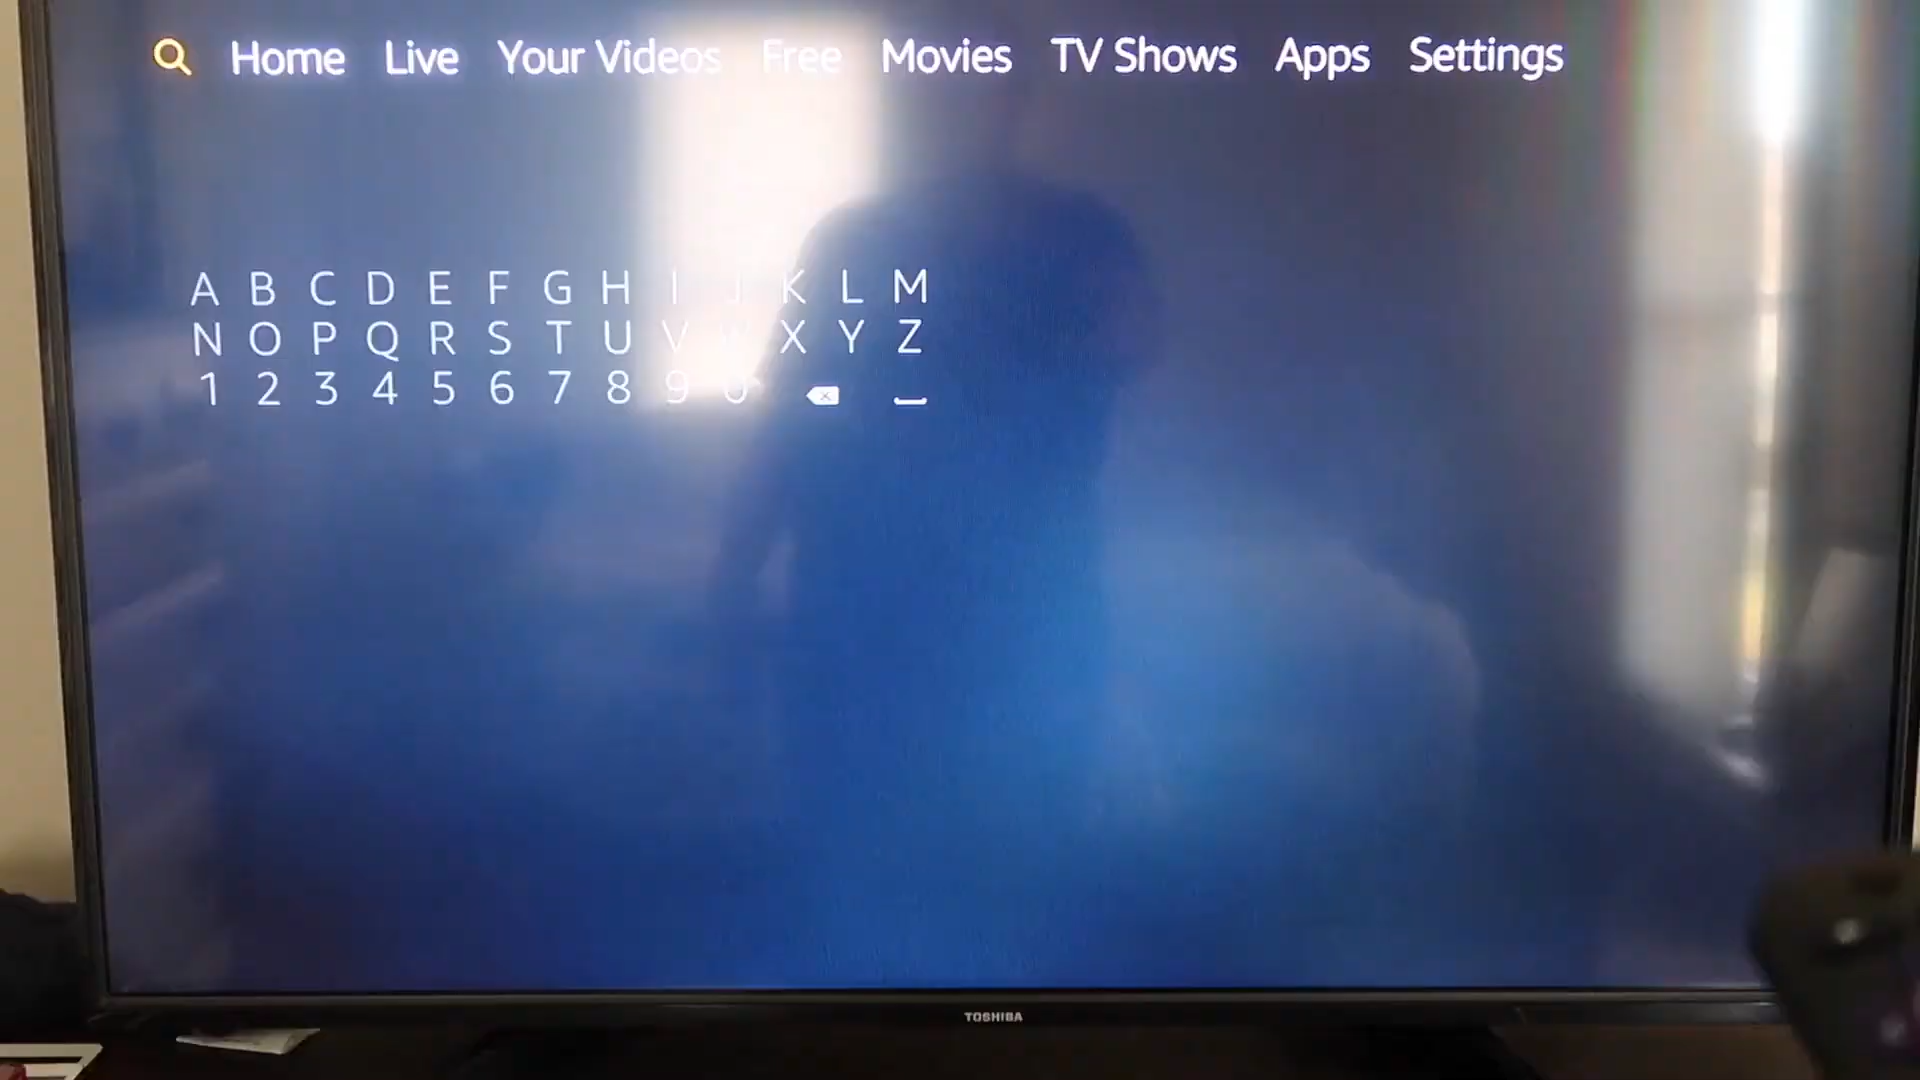 Home Live Your Videos Free Movies TV Shows Apps Settings
A B C D E F G H I J K L M
N O P Q R S T U V W X Y Z
1 2 3 4 5 6 7 8 9 0
TOSHIBA